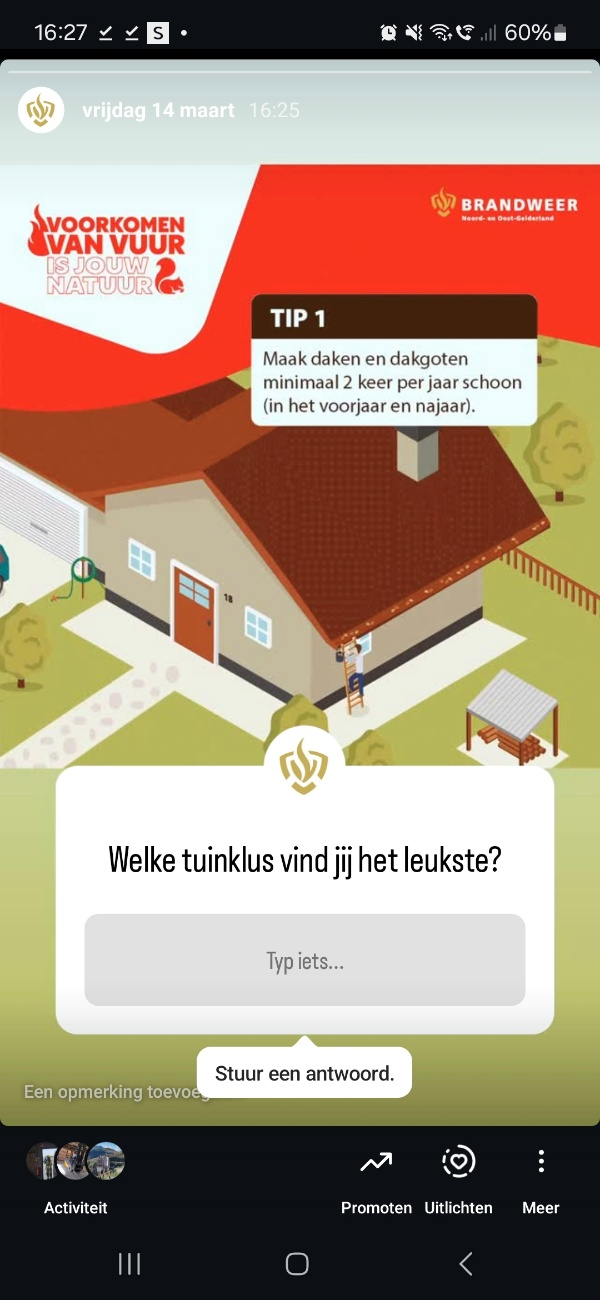 16:27 S 60%
vrijdag 14 maart 16:25
VOORKOMEN
VAN VUUR
IS JOUW
NATUUR
BRANDWEER
Noord- en Oost-Gelderland
TIP 1
Maak daken en dakgoten
minimaal 2 keer per jaar schoon
(in het voorjaar en najaar).
18
Welke tuinklus vind jij het leukste?
Typ iets...
Stuur een antwoord.
Een opmerking toevoeg
Activiteit Promoten Uitlichten Meer